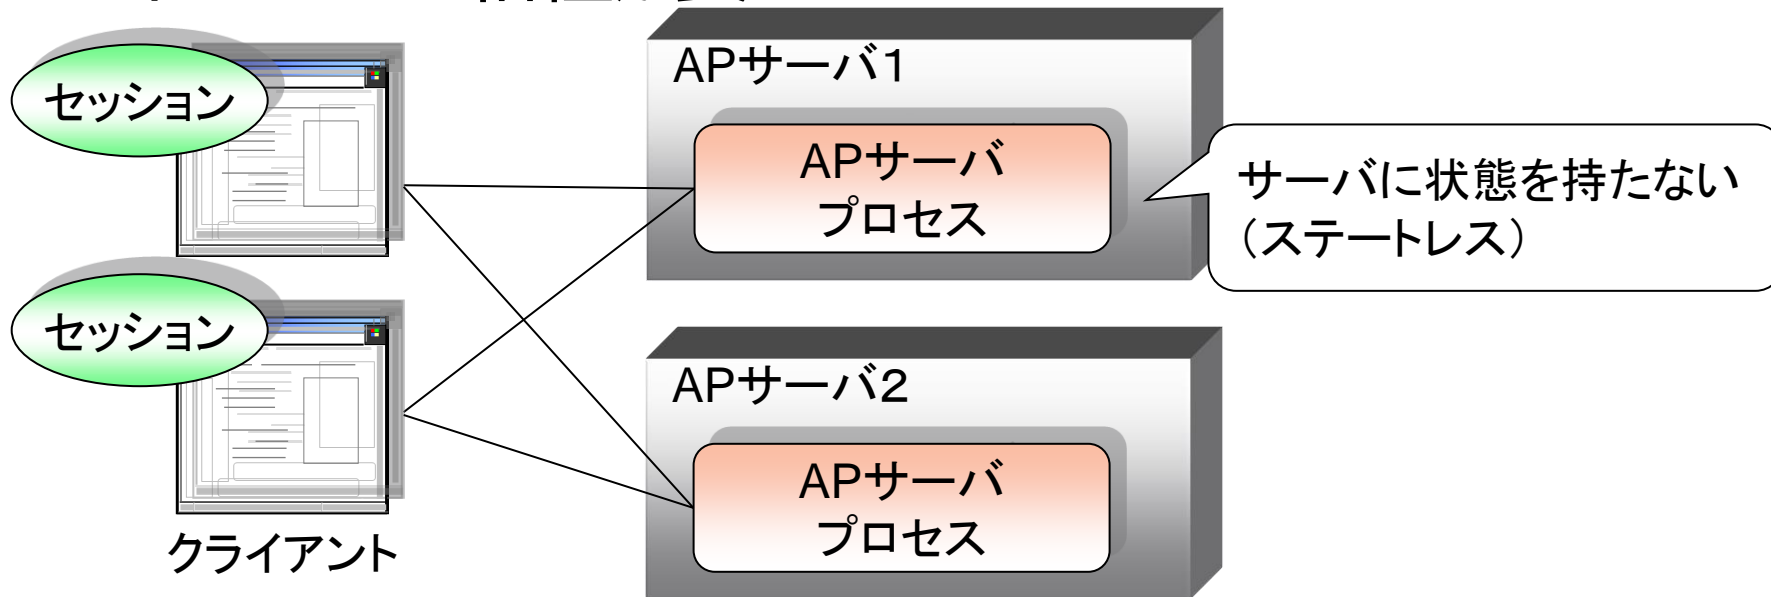 セッション
APサーバ1
APサーバ
プロセス
サーバに状態を持たない
（ステートレス）
セッション
APサーバ2
APサーバ
プロセス
クライアント